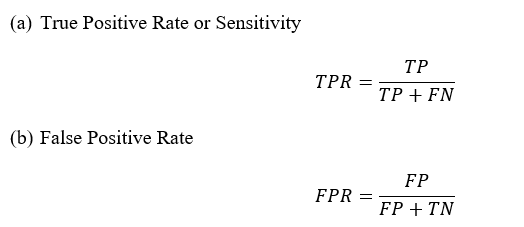 (a) True Positive Rate or Sensitivity
TPR = TP / TP + FN
(b) False Positive Rate
FPR = FP / FP + TN